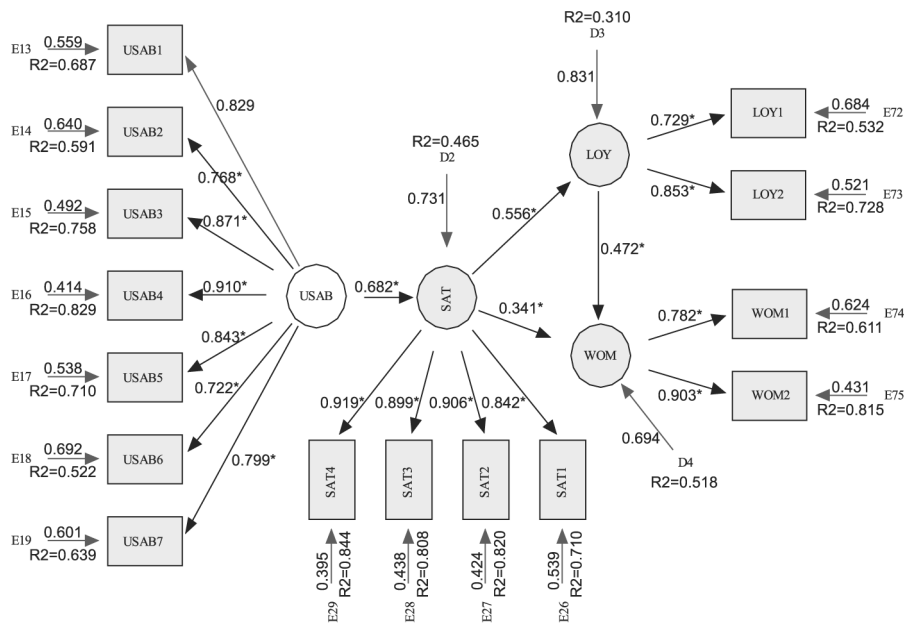 E13 0.559 R2=0.687 USAB1
0.829
E14 0.640 R2=0.591 USAB2
0.768*
E15 0.492 R2=0.758 USAB3
0.871*
E16 0.414 R2=0.829 USAB4
0.910*
E17 0.538 R2=0.710 USAB5
0.843*
E18 0.692 R2=0.522 USAB6
0.722*
E19 0.601 R2=0.639 USAB7
0.799*
USAB
0.682*
R2=0.465
D2
0.731
SAT
0.919*
0.899*
0.906*
0.842*
SAT4
SAT3
SAT2
SAT1
0.395
R2=0.844
E29
0.438
R2=0.808
E28
0.424
R2=0.820
E27
0.539
R2=0.710
E26
0.556*
0.341*
R2=0.310
D3
0.831
LOY
0.472*
WOM
0.694
D4
R2=0.518
0.729*
LOY1
0.684
E72
R2=0.532
0.853*
LOY2
0.521
E73
R2=0.728
0.782*
WOM1
0.624
E74
R2=0.611
0.903*
WOM2
0.431
E75
R2=0.815